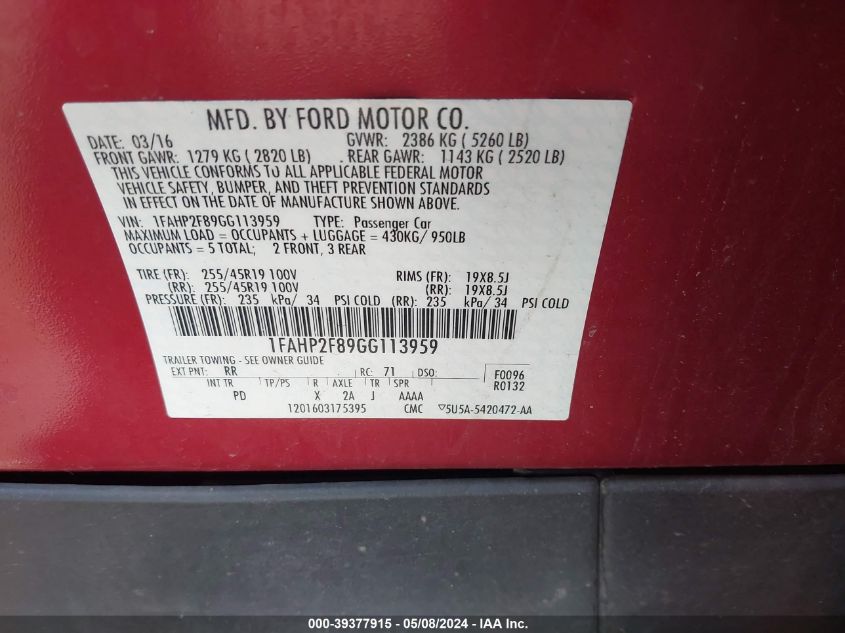 MFD. BY FORD MOTOR CO.
DATE: 03/16 GVWR: 2386 KG ( 5260 LB)
FRONT GAWR: 1279 KG ( 2820 LB) REAR GAWR: 1143 KG ( 2520 LB)
THIS VEHICLE CONFORMS TO ALL APPLICABLE FEDERAL MOTOR
VEHICLE SAFETY, BUMPER, AND THEFT PREVENTION STANDARDS
IN EFFECT ON THE DATE OF MANUFACTURE SHOWN ABOVE.
VIN: 1FAHP2F89GG113959 TYPE: Passenger Car
MAXIMUM LOAD = OCCUPANTS + LUGGAGE = 430KG/ 950LB
OCCUPANTS = 5 TOTAL; 2 FRONT, 3 REAR
TIRE (FR): 255/45R19 100V RIMS (FR): 19X8.5J
(RR): 255/45R19 100V (RR): 19X8.5J
PRESSURE (FR): 235 kPa/ 34 PSI COLD (RR): 235 kPa/ 34 PSI COLD
1FAHP2F89GG113959
TRAILER TOWING - SEE OWNER GUIDE
EXT PNT: RR RC: 71 DSO: F0096
INT TR TP/PS R AXLE TR SPR R0132
PD X 2A J AAAA
1201603175395 CMC ▽5U5A-5420472-AA
000-39377915 - 05/08/2024 - IAA Inc.